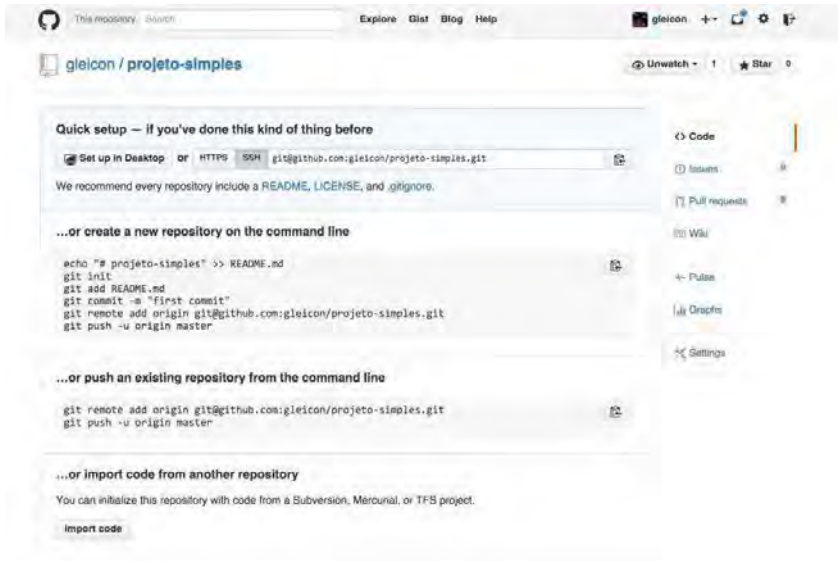 This repository Search Explore Gist Blog Help gleicon
gleicon / projeto-simples Unwatch 1 Star 0
Quick setup — if you've done this kind of thing before
Set up in Desktop or HTTPS SSH git@github.com:gleicon/projeto-simples.git
We recommend every repository include a README, LICENSE, and .gitignore.
...or create a new repository on the command line
echo "# projeto-simples" >> README.md
git init
git add README.md
git commit -m "first commit"
git remote add origin git@github.com:gleicon/projeto-simples.git
git push -u origin master
...or push an existing repository from the command line
git remote add origin git@github.com:gleicon/projeto-simples.git
git push -u origin master
...or import code from another repository
You can initialize this repository with code from a Subversion, Mercurial, or TFS project.
Import code
<> Code
Issues 0
Pull requests 0
Wiki
Pulse
Graphs
Settings